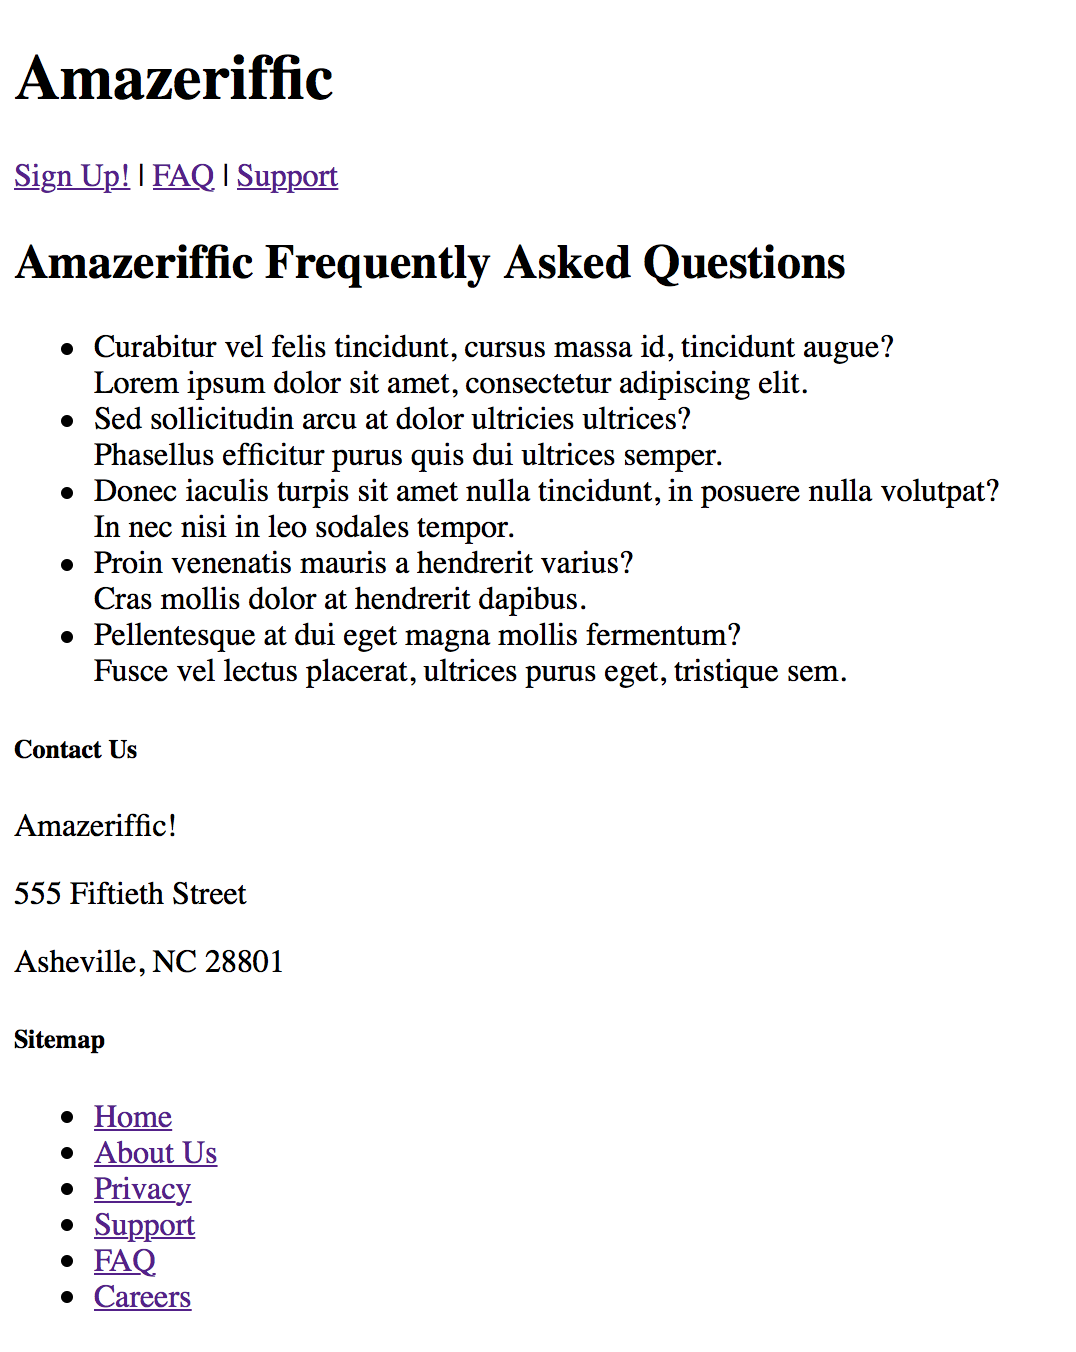 Amazeriffic
Sign Up! | FAQ | Support
Amazeriffic Frequently Asked Questions
Curabitur vel felis tincidunt, cursus massa id, tincidunt augue?
Lorem ipsum dolor sit amet, consectetur adipiscing elit.
Sed sollicitudin arcu at dolor ultricies ultrices?
Phasellus efficitur purus quis dui ultrices semper.
Donec iaculis turpis sit amet nulla tincidunt, in posuere nulla volutpat?
In nec nisi in leo sodales tempor.
Proin venenatis mauris a hendrerit varius?
Cras mollis dolor at hendrerit dapibus.
Pellentesque at dui eget magna mollis fermentum?
Fusce vel lectus placerat, ultrices purus eget, tristique sem.
Contact Us
Amazeriffic!
555 Fiftieth Street
Asheville, NC 28801
Sitemap
Home
About Us
Privacy
Support
FAQ
Careers